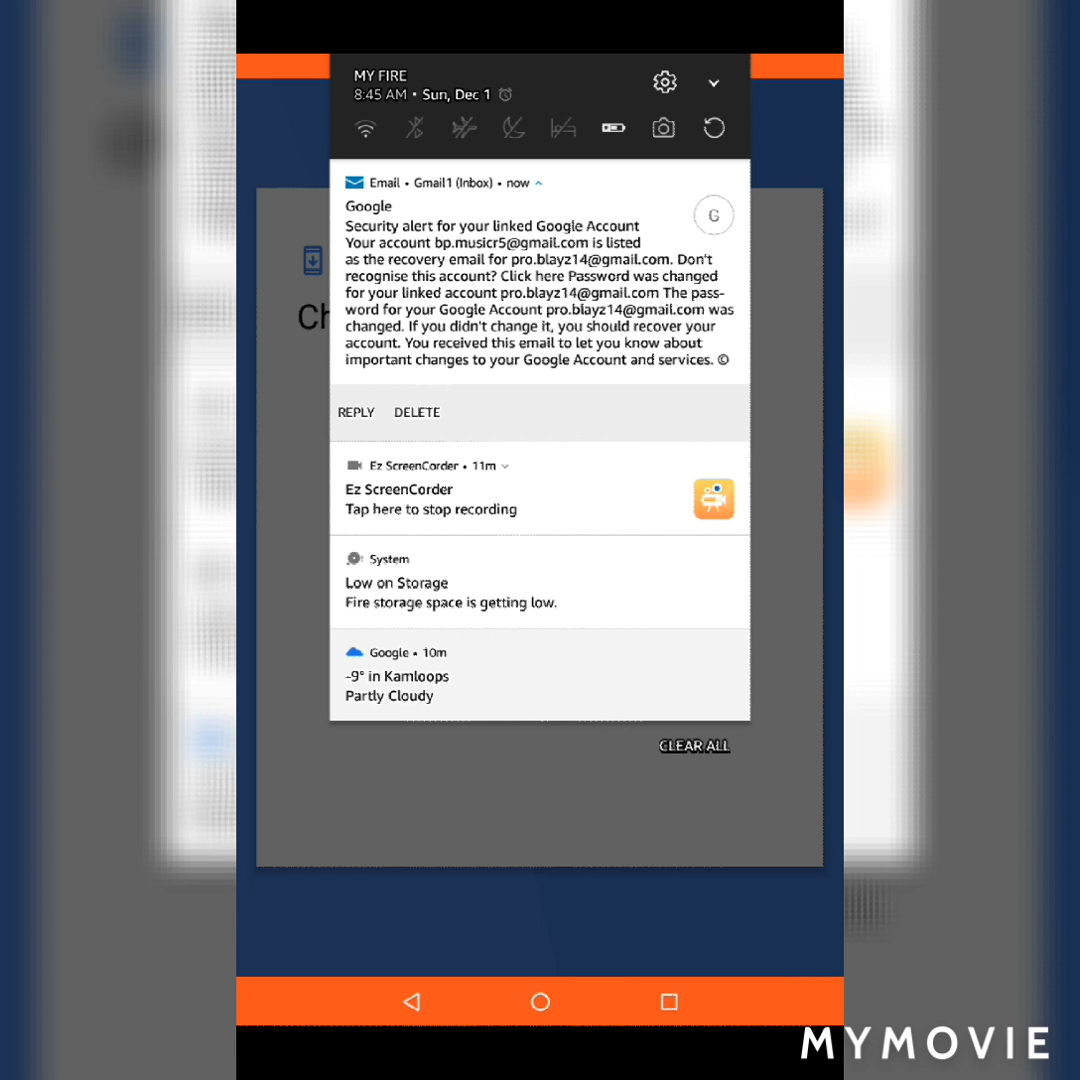 MY FIRE
8:45 AM • Sun, Dec 1
Email • Gmail1 (Inbox) • now
Google
G
Security alert for your linked Google Account
Your account bp.musicr5@gmail.com is listed
as the recovery email for pro.blayz14@gmail.com. Don't
recognise this account? Click here Password was changed
for your linked account pro.blayz14@gmail.com The pass-
word for your Google Account pro.blayz14@gmail.com was
changed. If you didn't change it, you should recover your
account. You received this email to let you know about
important changes to your Google Account and services. ©
Ch
REPLY DELETE
Ez ScreenCorder • 11m
Ez ScreenCorder
Tap here to stop recording
System
Low on Storage
Fire storage space is getting low.
Google • 10m
-9° in Kamloops
Partly Cloudy
CLEAR ALL
MYMOVIE